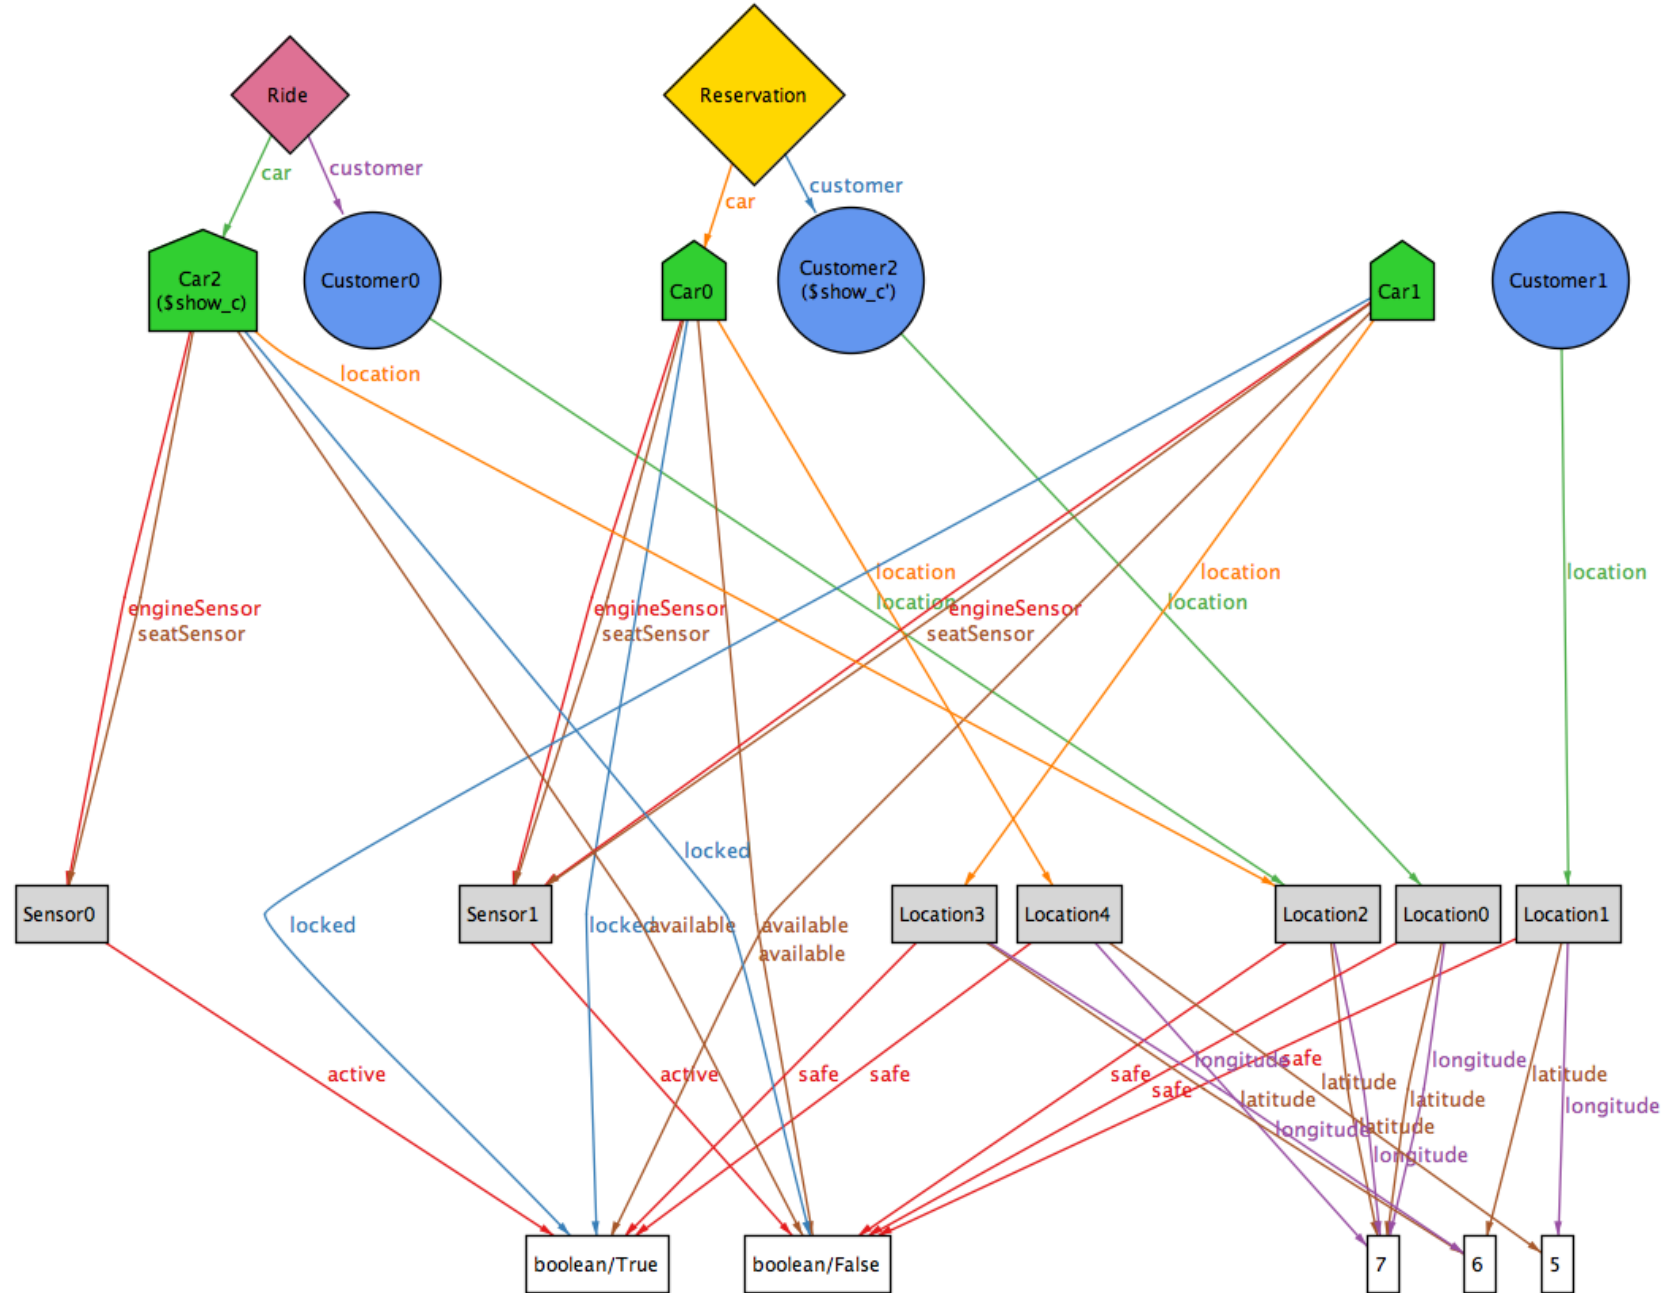 Ride
Reservation
car
customer
car
customer
Car2
($show_c)
Customer0
Car0
Customer2
($show_c')
Car1
Customer1
location
location
location
location
location
location
engineSensor
seatSensor
engineSensor
seatSensor
engineSensor
seatSensor
locked
locked
locked
available
available
available
Sensor0
Sensor1
Location3
Location4
Location2
Location0
Location1
active
active
safe
safe
safe
safe
safe
longitude
longitude
latitude
latitude
latitude
latitude
longitude
longitude
latitude
longitude
boolean/True
boolean/False
7
6
5